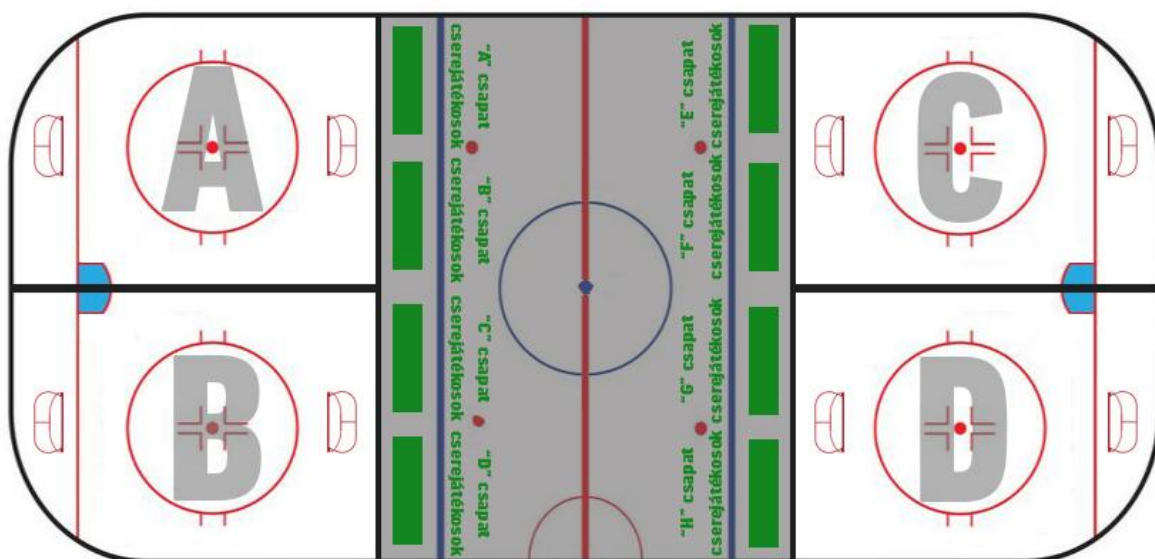 A
B
"A" csapat
cserejátékosok
"B" csapat
cserejátékosok
"C" csapat
cserejátékosok
"D" csapat
cserejátékosok
"E" csapat
cserejátékosok
"F" csapat
cserejátékosok
"G" csapat
cserejátékosok
"H" csapat
cserejátékosok
C
D